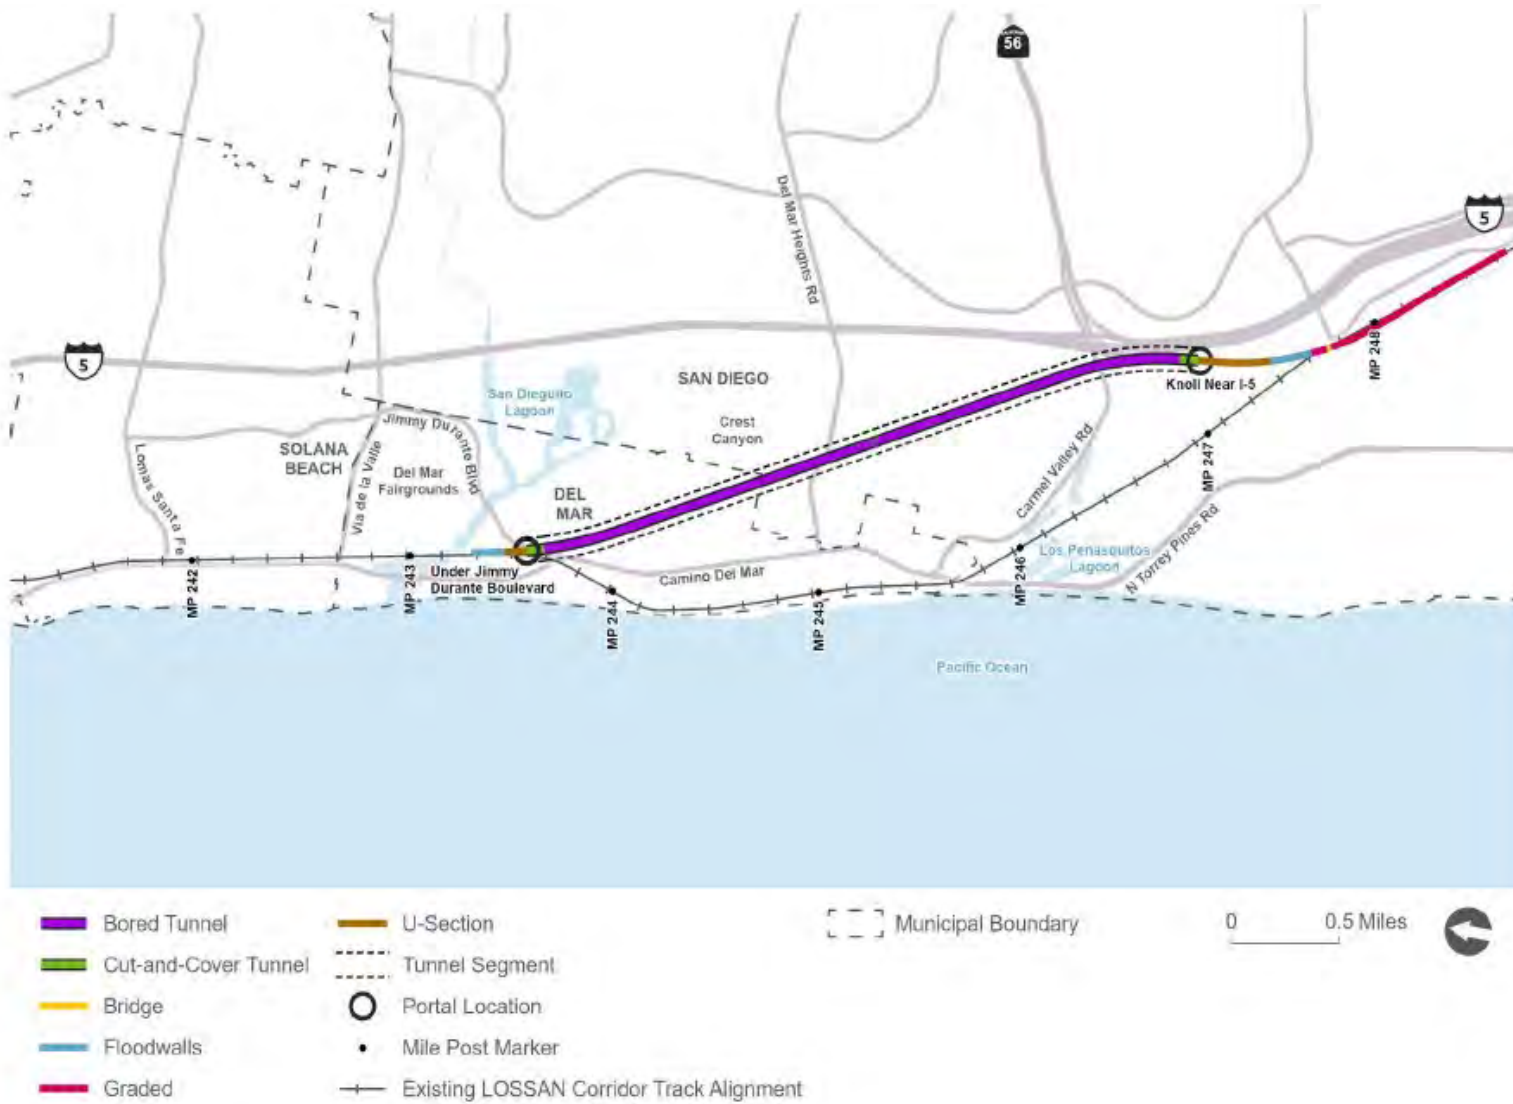 56
5
Del Mar Heights Rd
5
MP 248
SAN DIEGO
Knoll Near I-5
San Dieguito
Lagoon
Crest
Canyon
Jimmy Durante Blvd
SOLANA
BEACH
Via de la Valle
Del Mar
Fairgrounds
Lomas Santa Fe
DEL
MAR
Carmel Valley Rd
MP 247
N Torrey Pines Rd
Los Penasquitos
Lagoon
Under Jimmy
Durante Boulevard
Camino Del Mar
MP 242
MP 243
MP 244
MP 245
MP 246
Pacific Ocean
Bored Tunnel
U-Section
Municipal Boundary
0 0.5 Miles
Cut-and-Cover Tunnel
Tunnel Segment
Bridge
Portal Location
Floodwalls
Mile Post Marker
Graded
Existing LOSSAN Corridor Track Alignment